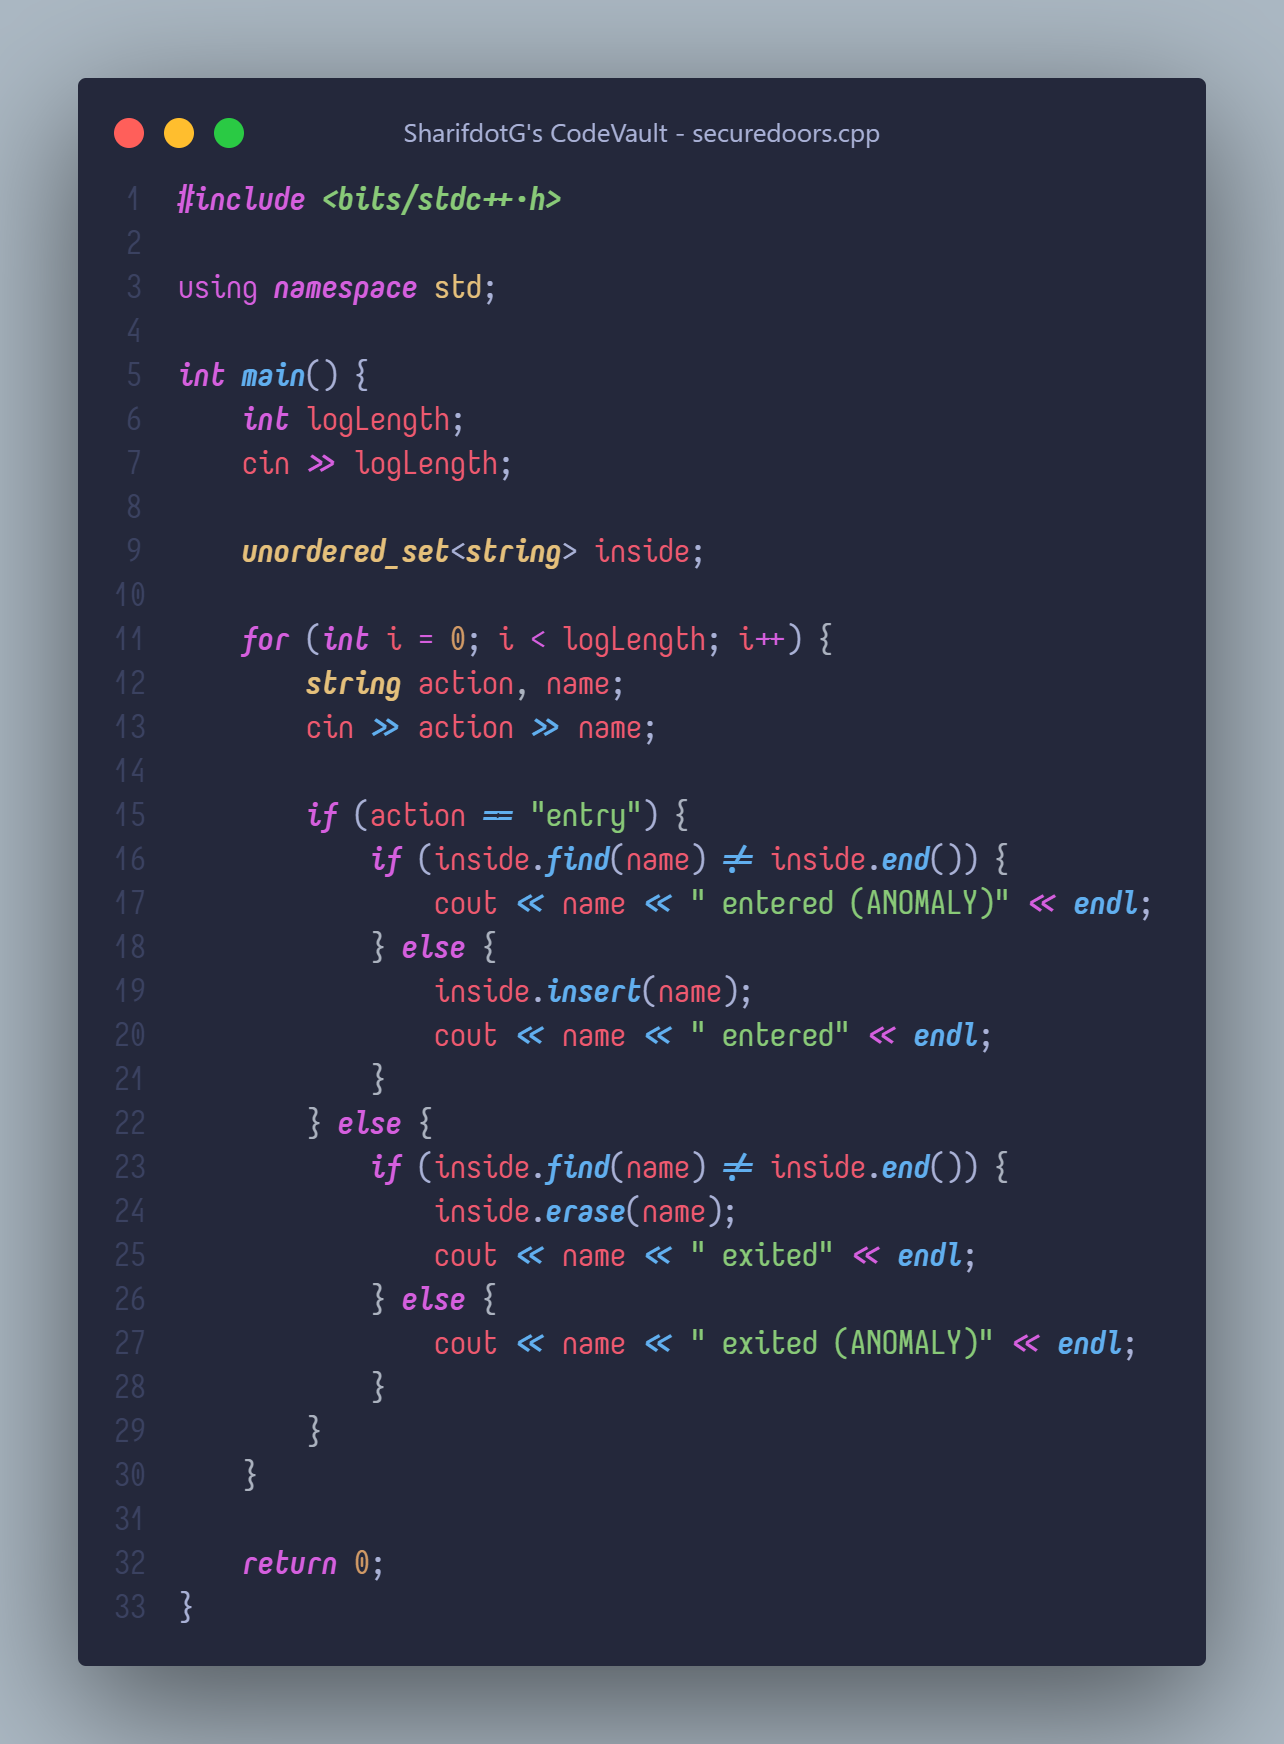 SharifdotG's CodeVault - securedoors.cpp
1 #include <bits/stdc++.h>
2
3 using namespace std;
4
5 int main() {
6     int logLength;
7     cin >> logLength;
8
9     unordered_set<string> inside;
10
11     for (int i = 0; i < logLength; i++) {
12         string action, name;
13         cin >> action >> name;
14
15         if (action == "entry") {
16             if (inside.find(name) != inside.end()) {
17                 cout << name << " entered (ANOMALY)" << endl;
18             } else {
19                 inside.insert(name);
20                 cout << name << " entered" << endl;
21             }
22         } else {
23             if (inside.find(name) != inside.end()) {
24                 inside.erase(name);
25                 cout << name << " exited" << endl;
26             } else {
27                 cout << name << " exited (ANOMALY)" << endl;
28             }
29         }
30     }
31
32     return 0;
33 }